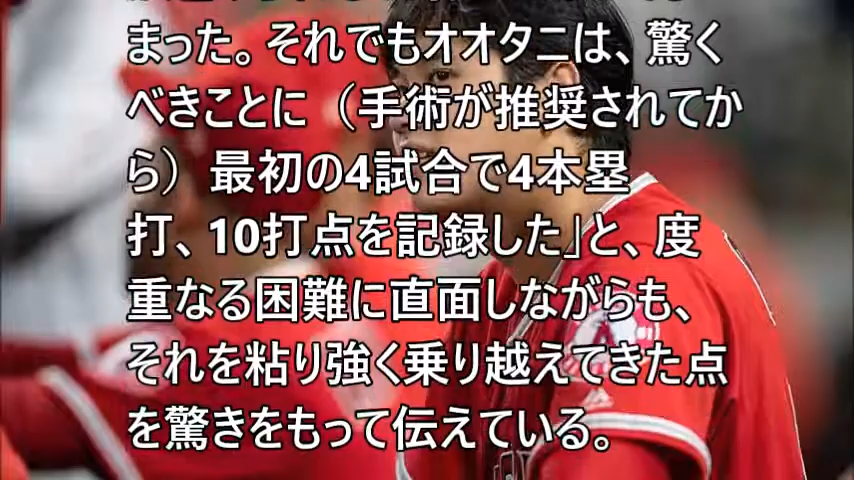 まった。それでもオオタニは、驚く
べきことに（手術が推奨されてか
ら）最初の4試合で4本塁
打、10打点を記録した」と、度
重なる困難に直面しながらも、
それを粘り強く乗り越えてきた点
を驚きをもって伝えている。